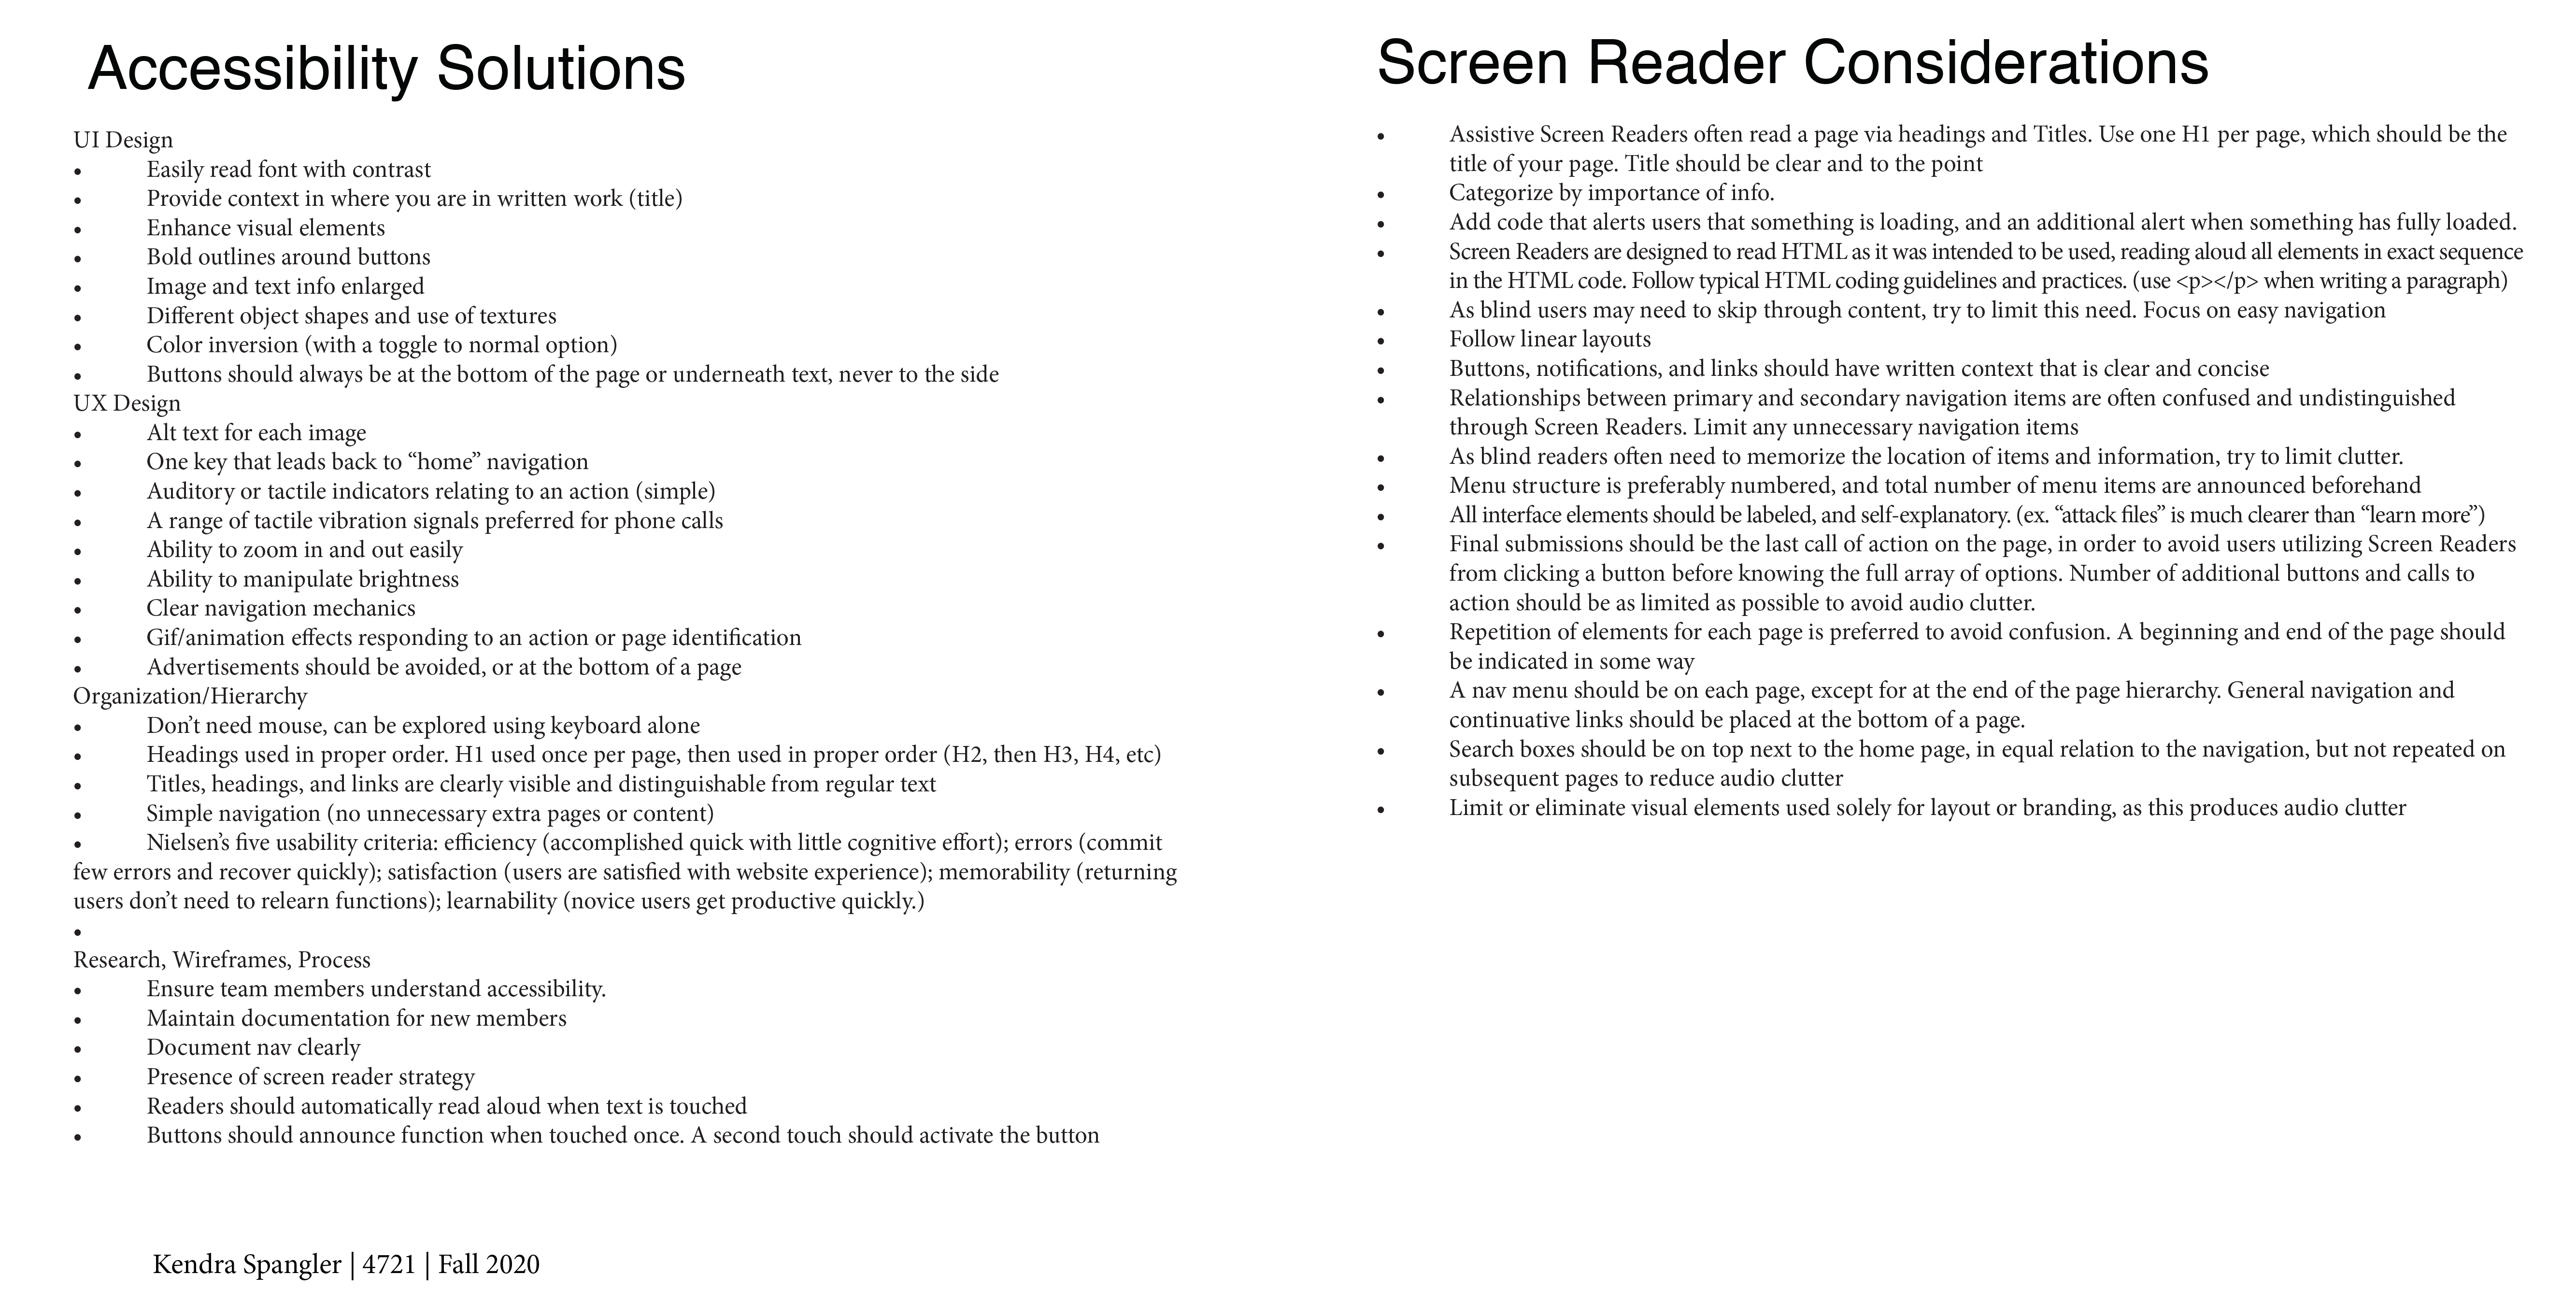 Accessibility Solutions
UI Design
• Easily read font with contrast
• Provide context in where you are in written work (title)
• Enhance visual elements
• Bold outlines around buttons
• Image and text info enlarged
• Different object shapes and use of textures
• Color inversion (with a toggle to normal option)
• Buttons should always be at the bottom of the page or underneath text, never to the side
UX Design
• Alt text for each image
• One key that leads back to “home” navigation
• Auditory or tactile indicators relating to an action (simple)
• A range of tactile vibration signals preferred for phone calls
• Ability to zoom in and out easily
• Ability to manipulate brightness
• Clear navigation mechanics
• Gif/animation effects responding to an action or page identification
• Advertisements should be avoided, or at the bottom of a page
Organization/Hierarchy
• Don’t need mouse, can be explored using keyboard alone
• Headings used in proper order. H1 used once per page, then used in proper order (H2, then H3, H4, etc)
• Titles, headings, and links are clearly visible and distinguishable from regular text
• Simple navigation (no unnecessary extra pages or content)
• Nielsen’s five usability criteria: efficiency (accomplished quick with little cognitive effort); errors (commit
few errors and recover quickly); satisfaction (users are satisfied with website experience); memorability (returning
users don’t need to relearn functions); learnability (novice users get productive quickly.)
•
Research, Wireframes, Process
• Ensure team members understand accessibility.
• Maintain documentation for new members
• Document nav clearly
• Presence of screen reader strategy
• Readers should automatically read aloud when text is touched
• Buttons should announce function when touched once. A second touch should activate the button
Kendra Spangler | 4721 | Fall 2020
Screen Reader Considerations
• Assistive Screen Readers often read a page via headings and Titles. Use one H1 per page, which should be the
title of your page. Title should be clear and to the point
• Categorize by importance of info.
• Add code that alerts users that something is loading, and an additional alert when something has fully loaded.
• Screen Readers are designed to read HTML as it was intended to be used, reading aloud all elements in exact sequence
in the HTML code. Follow typical HTML coding guidelines and practices. (use <p></p> when writing a paragraph)
• As blind users may need to skip through content, try to limit this need. Focus on easy navigation
• Follow linear layouts
• Buttons, notifications, and links should have written context that is clear and concise
• Relationships between primary and secondary navigation items are often confused and undistinguished
through Screen Readers. Limit any unnecessary navigation items
• As blind readers often need to memorize the location of items and information, try to limit clutter.
• Menu structure is preferably numbered, and total number of menu items are announced beforehand
• All interface elements should be labeled, and self-explanatory. (ex. “attack files” is much clearer than “learn more”)
• Final submissions should be the last call of action on the page, in order to avoid users utilizing Screen Readers
from clicking a button before knowing the full array of options. Number of additional buttons and calls to
action should be as limited as possible to avoid audio clutter.
• Repetition of elements for each page is preferred to avoid confusion. A beginning and end of the page should
be indicated in some way
• A nav menu should be on each page, except for at the end of the page hierarchy. General navigation and
continuative links should be placed at the bottom of a page.
• Search boxes should be on top next to the home page, in equal relation to the navigation, but not repeated on
subsequent pages to reduce audio clutter
• Limit or eliminate visual elements used solely for layout or branding, as this produces audio clutter